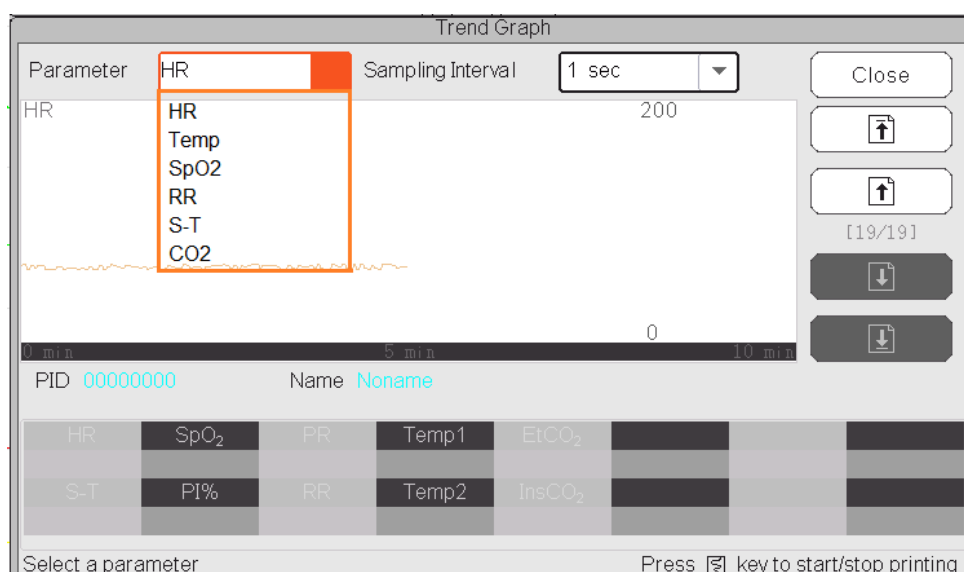 Trend Graph
Parameter HR Sampling Interval 1 sec Close
HR 200
HR
Temp
SpO2
RR
S-T
CO2
[19/19]
0
0 min 5 min 10 min
PID 00000000 Name Noname
HR SpO₂ PR Temp1 EtCO₂
S-T PI% RR Temp2 InsCO₂
Select a parameter Press key to start/stop printing